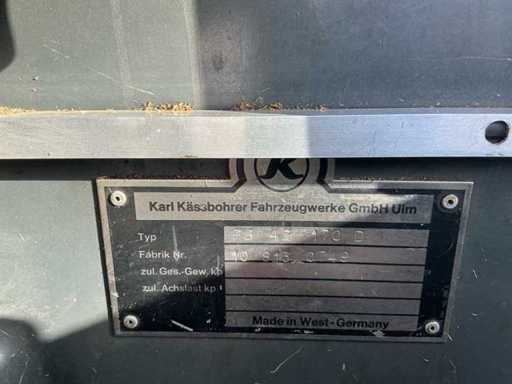 K
Karl Kässbohrer Fahrzeugwerke GmbH Ulm
Typ
Fabrik Nr.
zul. Ges.-Gew. kp
zul. Achslast kp
Made in West-Germany